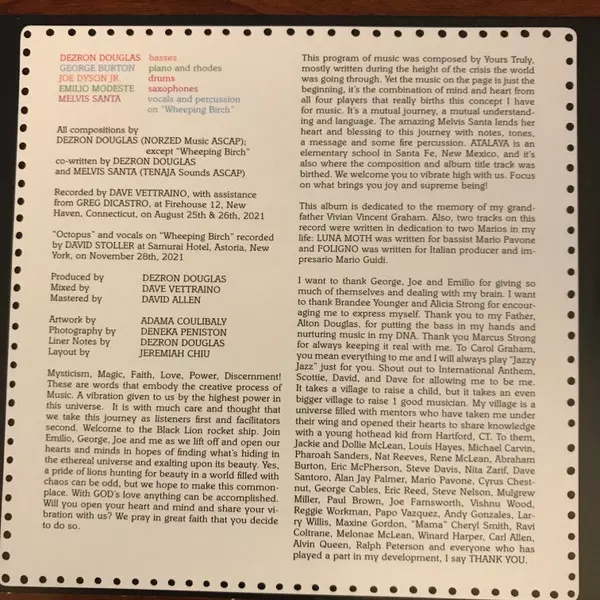 DEZRON DOUGLAS basses
GEORGE BURTON piano and rhodes
JOE DYSON JR. drums
EMILIO MODESTE saxophones
MELVIS SANTA vocals and percussion
on "Wheeping Birch"
All compositions by
DEZRON DOUGLAS (NORZED Music ASCAP);
except "Wheeping Birch"
co-written by DEZRON DOUGLAS
and MELVIS SANTA (TENAJA Sounds ASCAP)
Recorded by DAVE VETTRAINO, with assistance
from GREG DICASTRO, at Firehouse 12, New
Haven, Connecticut, on August 25th & 26th, 2021
"Octopus" and vocals on "Wheeping Birch" recorded
by DAVID STOLLER at Samurai Hotel, Astoria, New
York, on November 28th, 2021
Produced by DEZRON DOUGLAS
Mixed by DAVE VETTRAINO
Mastered by DAVID ALLEN
Artwork by ADAMA COULIBALY
Photography by DENEKA PENISTON
Liner Notes by DEZRON DOUGLAS
Layout by JEREMIAH CHIU
Mysticism, Magic, Faith, Love, Power, Discernment!
These are words that embody the creative process of
Music. A vibration given to us by the highest power in
this universe. It is with much care and thought that
we take this journey as listeners first and facilitators
second. Welcome to the Black Lion rocket ship. Join
Emilio, George, Joe and me as we lift off and open our
hearts and minds in hopes of finding what's hiding in
the ethereal universe and exalting upon its beauty. Yes,
a pride of lions hunting for beauty in a world filled with
chaos can be odd, but we hope to make this common-
place. With GOD's love anything can be accomplished.
Will you open your heart and mind and share your vi-
bration with us? We pray in great faith that you decide
to do so.
This program of music was composed by Yours Truly,
mostly written during the height of the crisis the world
was going through. Yet the music on the page is just the
beginning, it's the combination of mind and heart from
all four players that really births this concept I have
for music. It's a mutual journey, a mutual understand-
ing and language. The amazing Melvis Santa lends her
heart and blessing to this journey with notes, tones,
a message and some fire percussion. ATALAYA is an
elementary school in Santa Fe, New Mexico, and it's
also where the composition and album title track was
birthed. We welcome you to vibrate high with us. Focus
on what brings you joy and supreme being!
This album is dedicated to the memory of my grand-
father Vivian Vincent Graham. Also, two tracks on this
record were written in dedication to two Marios in my
life: LUNA MOTH was written for bassist Mario Pavone
and FOLIGNO was written for Italian producer and im-
presario Mario Guidi.
I want to thank George, Joe and Emilio for giving so
much of themselves and dealing with my brain. I want
to thank Brandee Younger and Alicia Strong for encour-
aging me to express myself. Thank you to my Father,
Alton Douglas, for putting the bass in my hands and
nurturing music in my DNA. Thank you Marcus Strong
for always keeping it real with me. To Carol Graham,
you mean everything to me and I will always play "Jazzy
Jazz" just for you. Shout out to International Anthem,
Scottie, David, and Dave for allowing me to be me.
It takes a village to raise a child, but it takes an even
bigger village to raise 1 good musician. My village is a
universe filled with mentors who have taken me under
their wing and opened their hearts to share knowledge
with a young hothead kid from Hartford, CT. To them,
Jackie and Dollie McLean, Louis Hayes, Michael Carvin,
Pharoah Sanders, Nat Reeves, Rene McLean, Abraham
Burton, Eric McPherson, Steve Davis, Nita Zarif, Dave
Santoro, Alan Jay Palmer, Mario Pavone, Cyrus Chest-
nut, George Cables, Eric Reed, Steve Nelson, Mulgrew
Miller, Paul Brown, Joe Farnsworth, Vishnu Wood,
Reggie Workman, Papo Vazquez, Andy Gonzales, Lar-
ry Willis, Maxine Gordon, "Mama" Cheryl Smith, Ravi
Coltrane, Melonae McLean, Winard Harper, Carl Allen,
Alvin Queen, Ralph Peterson and everyone who has
played a part in my development, I say THANK YOU.